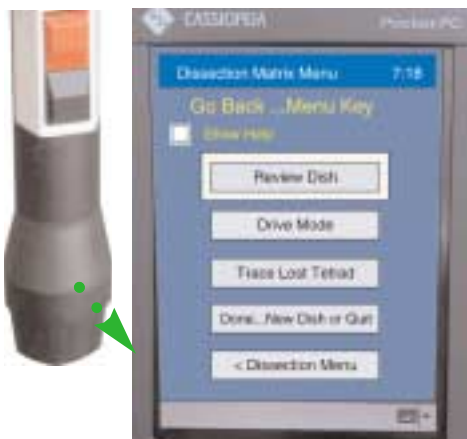 CASSIOPEIA Pocket PC
Dissection Matrix Menu 7:18
Go Back ...Menu Key
Show Help
Review Dish
Drive Mode
Trace Lost Tetrad
Done...New Dish or Quit
< Dissection Menu